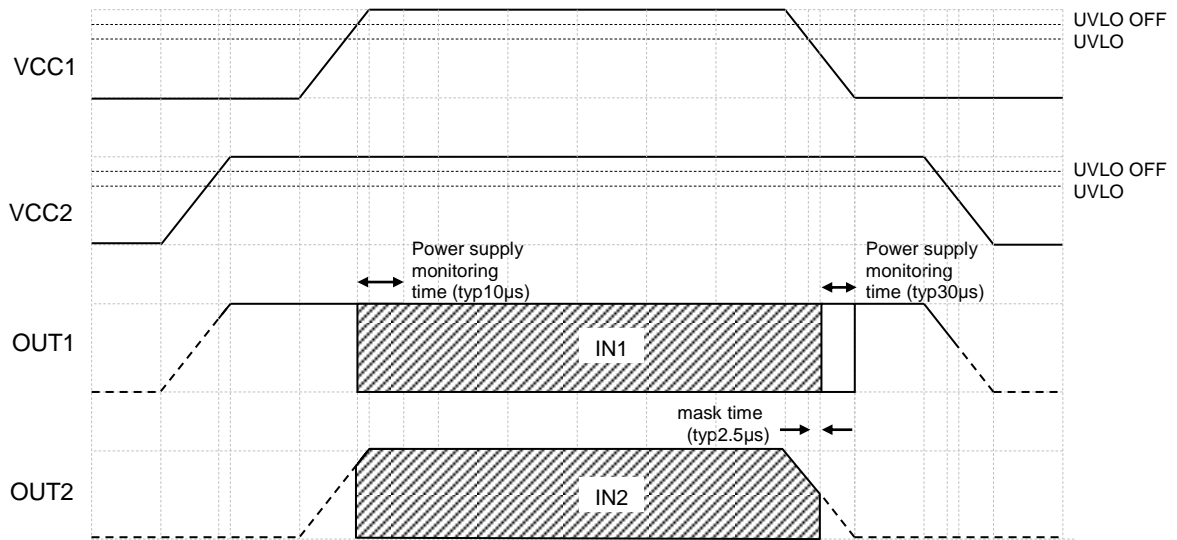 UVLO OFF
UVLO
VCC1
UVLO OFF
UVLO
VCC2
Power supply
monitoring
time (typ10µs)
Power supply
monitoring
time (typ30µs)
OUT1
IN1
mask time
(typ2.5µs)
OUT2
IN2